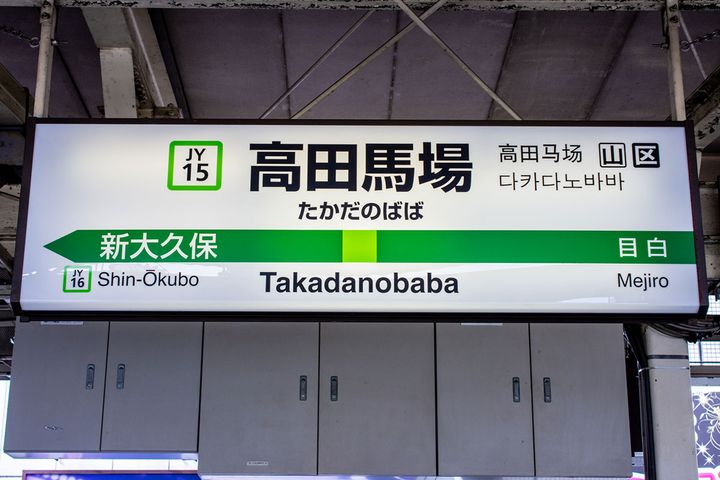 JY
15
高田馬場
高田马场 山 区
다카다노바바
たかだのばば
新大久保
目白
JY
16
Shin-Ōkubo
Takadanobaba
Mejiro